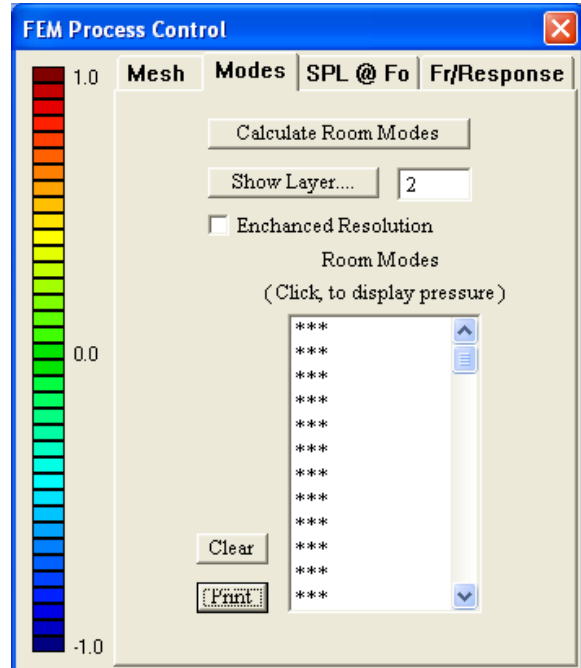 FEM Process Control
1.0
Mesh Modes SPL @ Fo Fr/Response
Calculate Room Modes
Show Layer.... 2
Enchanced Resolution
Room Modes
( Click, to display pressure )
***
***
0.0
***
***
***
***
***
***
***
***
Clear
***
***
Print
-1.0